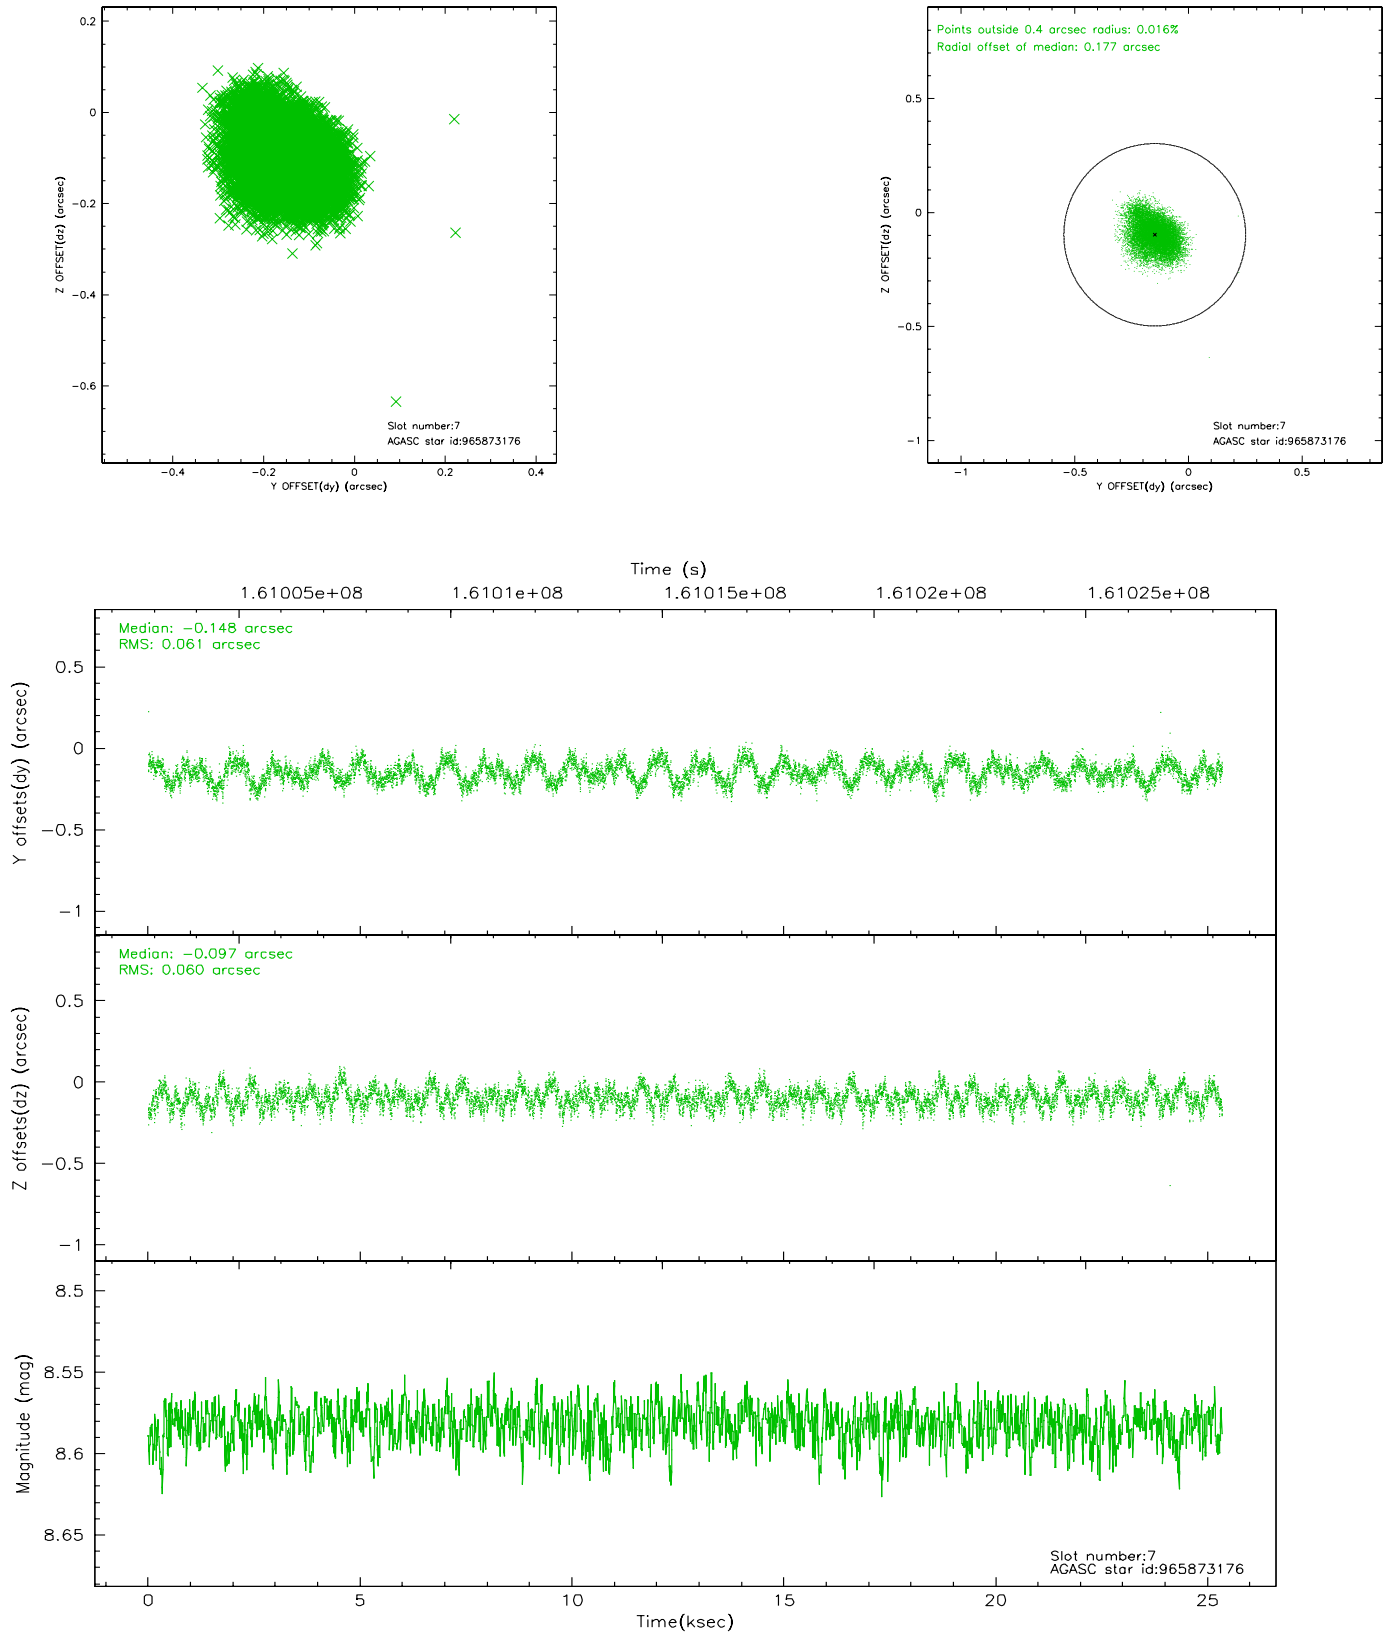 0.2
0
−0.2
−0.4
−0.6
Z OFFSET(dz) (arcsec)
Slot number:7
AGASC star id:965873176
−0.4 −0.2 0 0.2 0.4
Y OFFSET(dy) (arcsec)
Points outside 0.4 arcsec radius: 0.016%
Radial offset of median: 0.177 arcsec
0.5
0
−0.5
−1
Z OFFSET(dz) (arcsec)
Slot number:7
AGASC star id:965873176
−1 −0.5 0 0.5
Y OFFSET(dy) (arcsec)
Time (s)
1.61005e+08 1.6101e+08 1.61015e+08 1.6102e+08 1.61025e+08
Median: −0.148 arcsec
RMS: 0.061 arcsec
0.5
0
−0.5
−1
Y offsets(dy) (arcsec)
Median: −0.097 arcsec
RMS: 0.060 arcsec
0.5
0
−0.5
−1
Z offsets(dz) (arcsec)
8.5
8.55
8.6
8.65
Magnitude (mag)
Slot number:7
AGASC star id:965873176
0 5 10 15 20 25
Time(ksec)